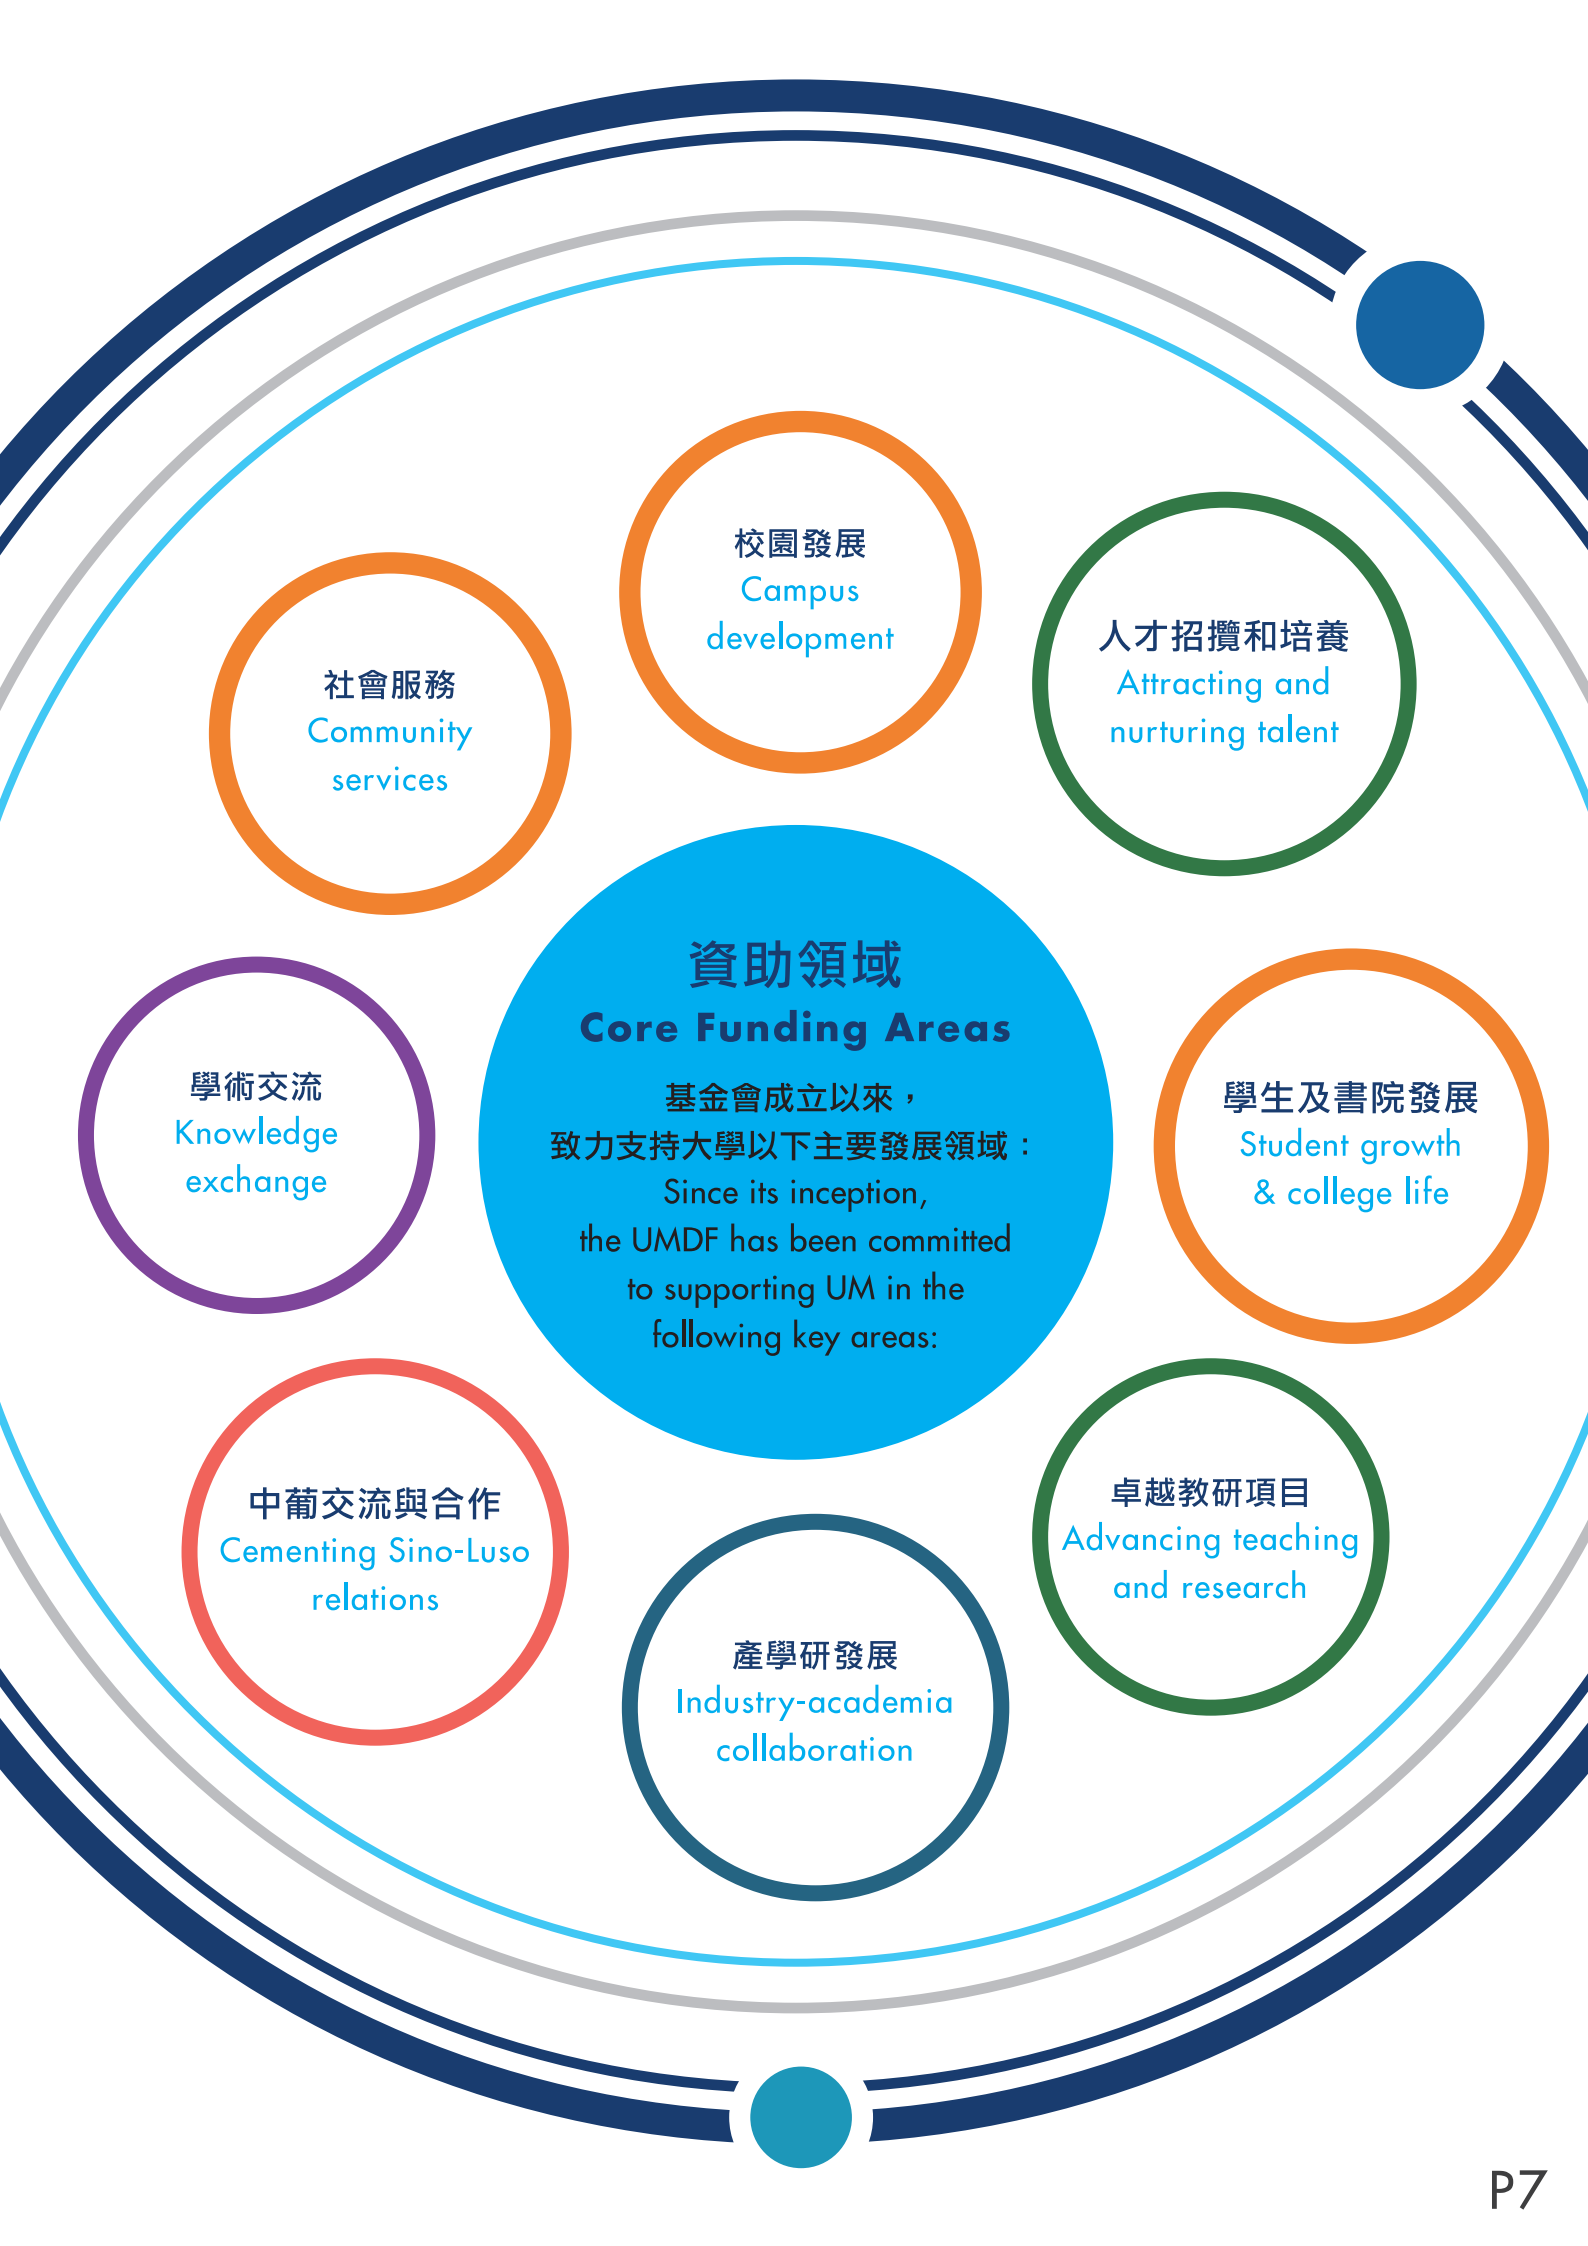 校園發展
Campus
development
人才招攬和培養
Attracting and
nurturing talent
社會服務
Community
services
資助領域
Core Funding Areas
基金會成立以來，
致力支持大學以下主要發展領域：
Since its inception,
the UMDF has been committed
to supporting UM in the
following key areas:
學術交流
Knowledge
exchange
學生及書院發展
Student growth
& college life
中葡交流與合作
Cementing Sino-Luso
relations
卓越教研項目
Advancing teaching
and research
產學研發展
Industry-academia
collaboration
P7